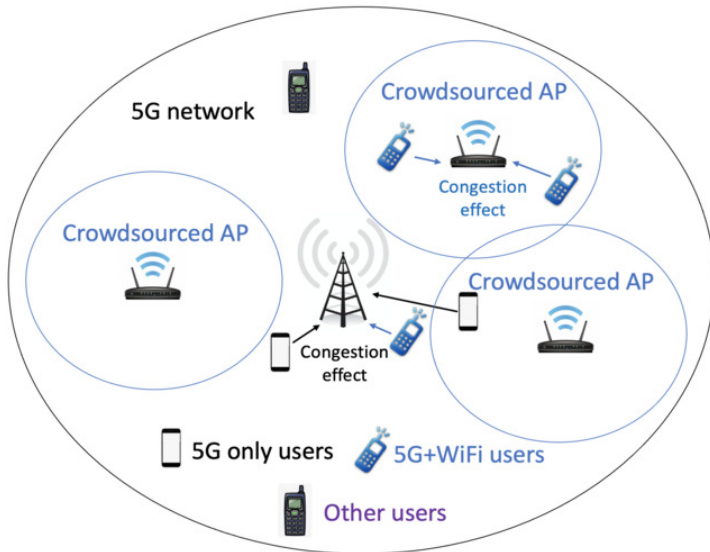 5G network
Crowdsourced AP
Congestion
effect
Crowdsourced AP
Crowdsourced AP
Congestion
effect
5G only users
5G+WiFi users
Other users